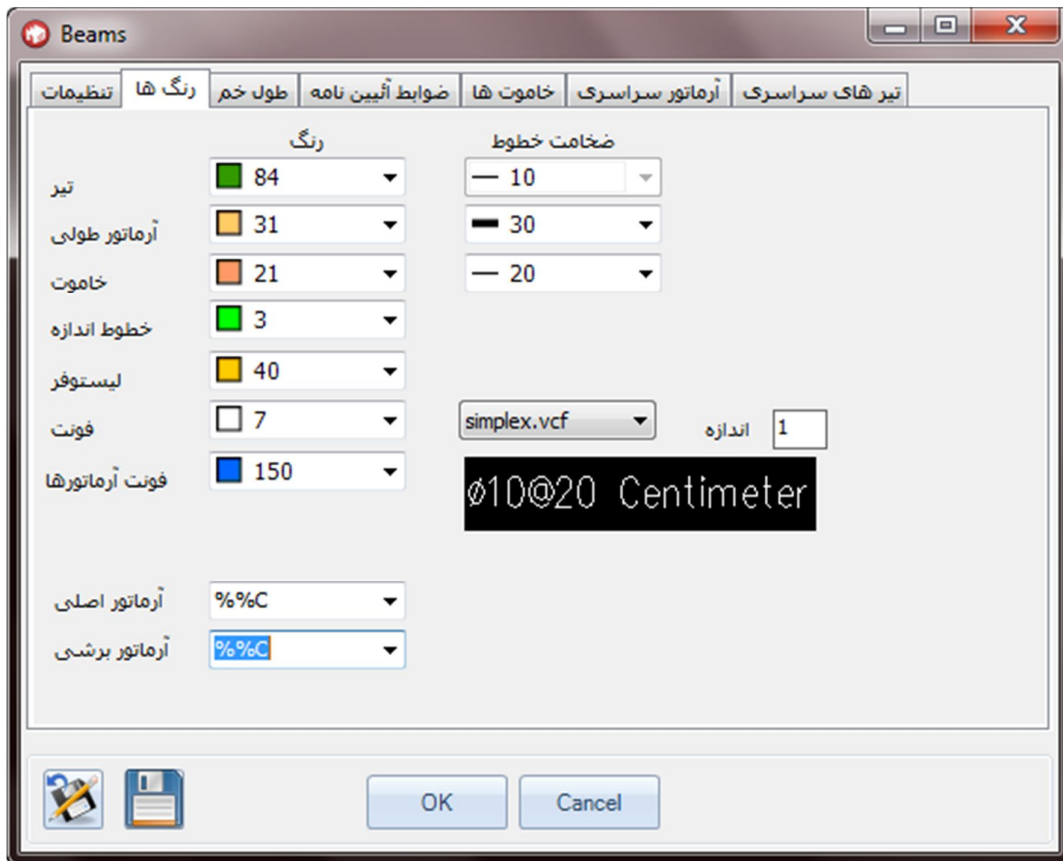 Beams
تنظیمات
رنگ ها
طول خم
ضوابط آئین نامه
خاموت ها
آرماتور سراسری
تیر های سراسری
رنگ
ضخامت خطوط
تیر
84
10
آرماتور طولی
31
30
خاموت
21
20
خطوط اندازه
3
لیستوفر
40
فونت
7
simplex.vcf
اندازه
1
فونت آرماتورها
150
ø10@20 Centimeter
آرماتور اصلی
%%C
آرماتور برشی
%%C
OK
Cancel